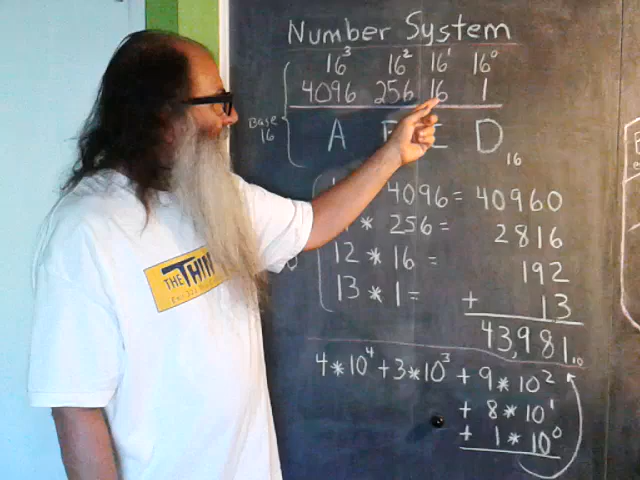 Number System
16³ 16² 16¹ 16⁰
4096 256 16 1
Base
16
A D 16
4096 = 40960
* 256 = 2816
12 * 16 = 192
13 * 1 = + 13
43,981 10
4*10⁴ +3*10³ + 9*10²
+ 8*10¹
+ 1*10⁰
THE THIN